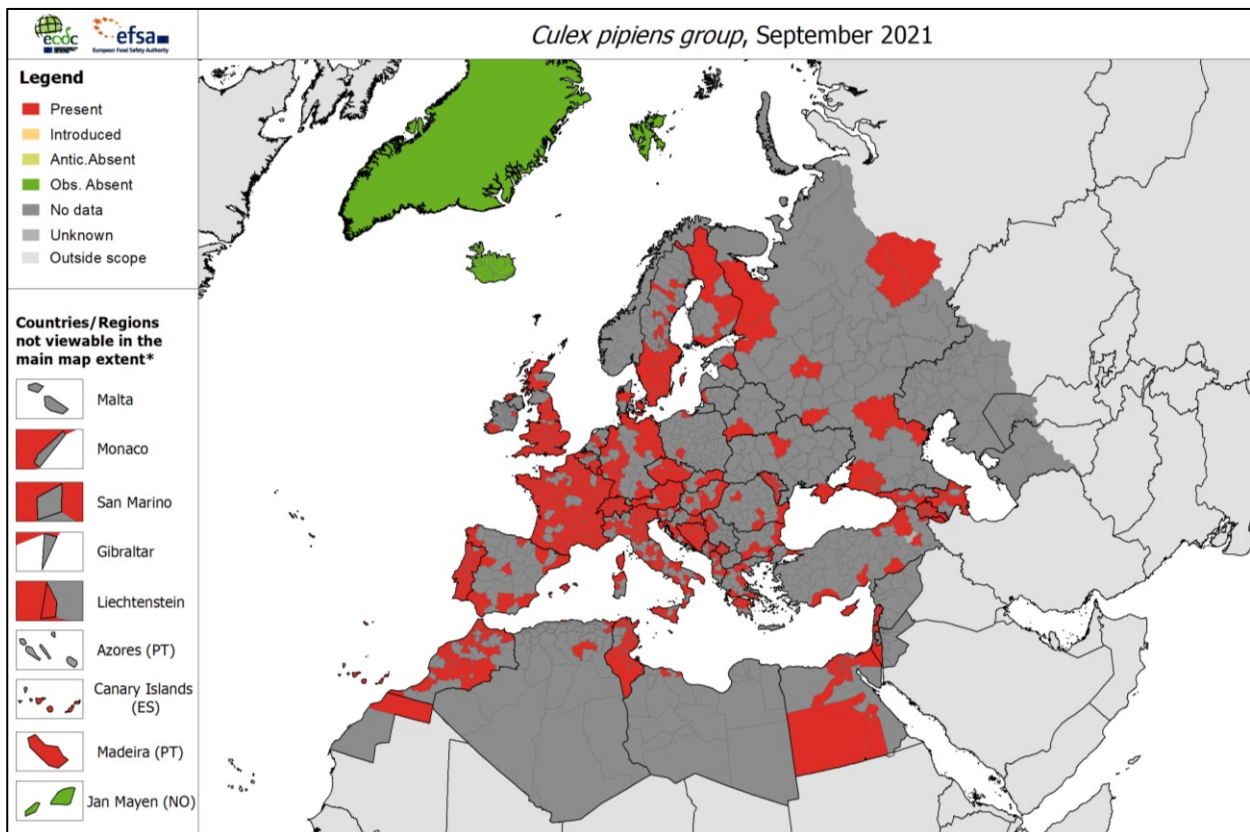 ecdc
efsa
European Food Safety Authority
Culex pipiens group, September 2021
Legend
Present
Introduced
Antic.Absent
Obs. Absent
No data
Unknown
Outside scope
Countries/Regions
not viewable in the
main map extent*
Malta
Monaco
San Marino
Gibraltar
Liechtenstein
Azores (PT)
Canary Islands
(ES)
Madeira (PT)
Jan Mayen (NO)